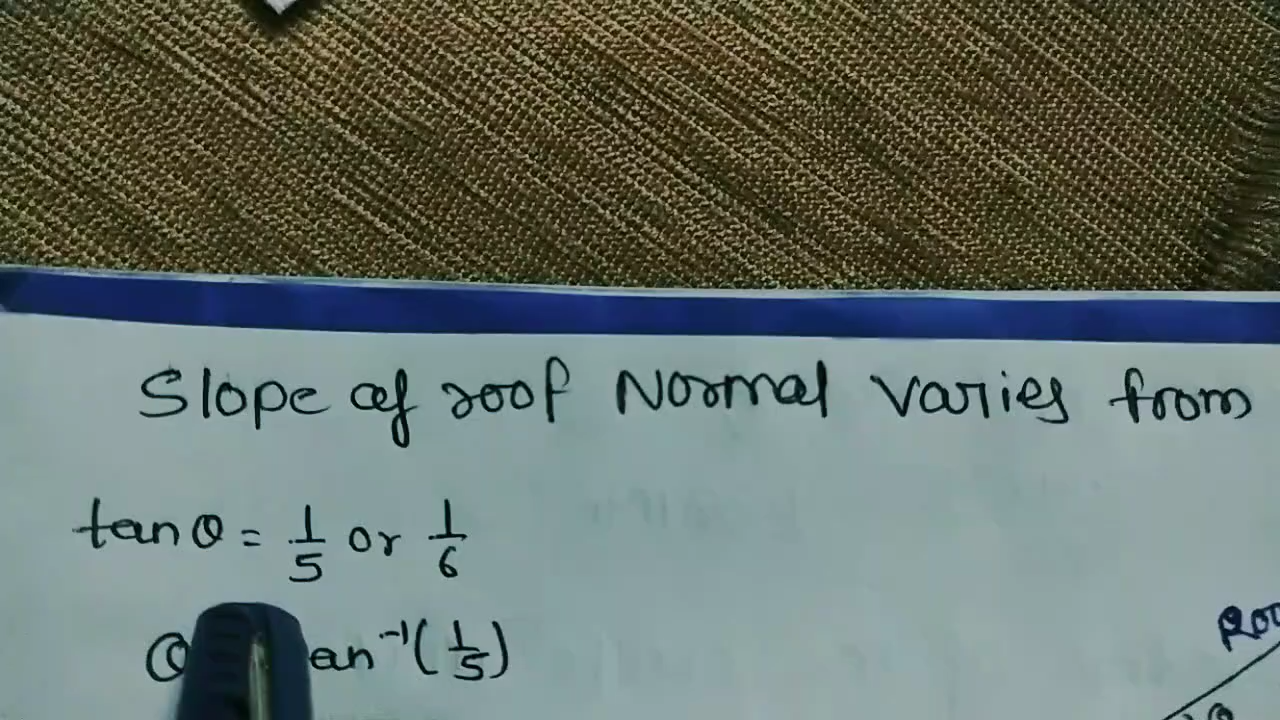 Slope of roof Normal varies from
tanθ = 1/5 or 1/6
θ an⁻¹(1/5)
θ